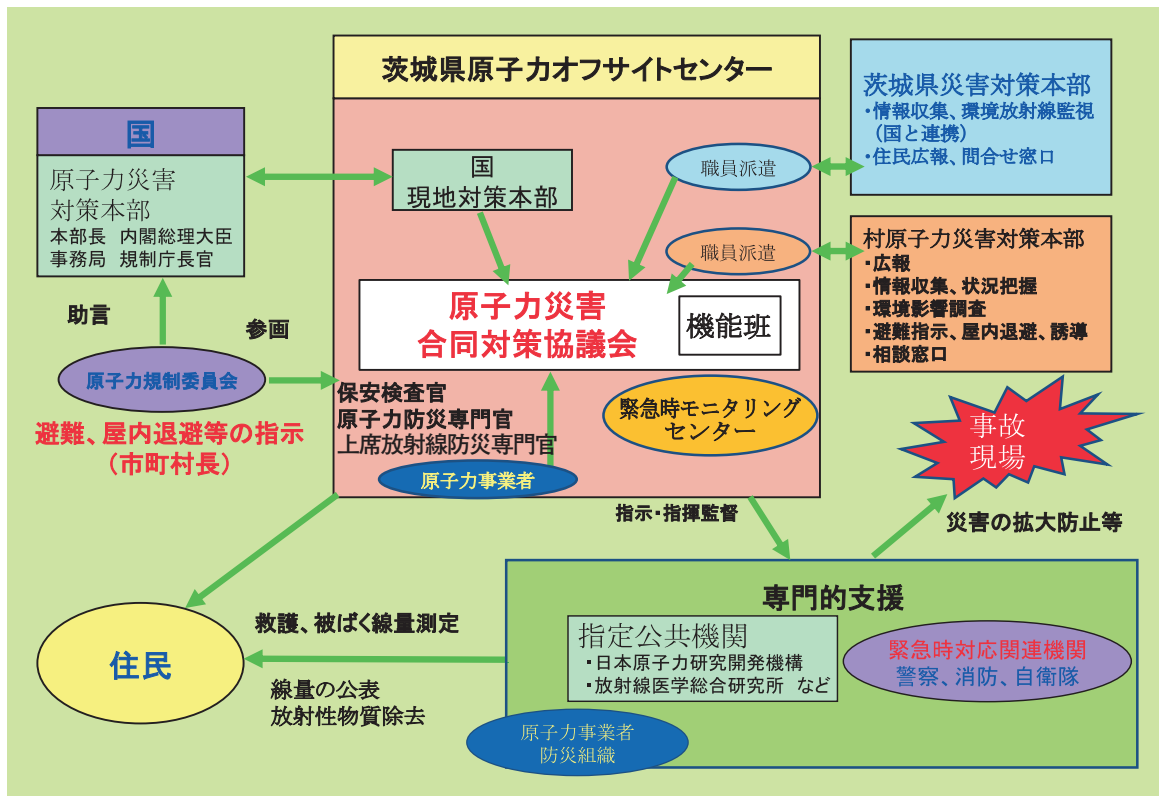 茨城県原子力オフサイトセンター
国
原子力災害
対策本部
本部長　内閣総理大臣
事務局　規制庁長官
国
現地対策本部
職員派遣
茨城県災害対策本部
・情報収集、環境放射線監視
（国と連携）
・住民広報、問合せ窓口
職員派遣
村原子力災害対策本部
・広報
・情報収集、状況把握
・環境影響調査
・避難指示、屋内退避、誘導
・相談窓口
助言
参画
原子力規制委員会
避難、屋内退避等の指示
（市町村長）
原子力災害
合同対策協議会
機能班
保安検査官
原子力防災専門官
上席放射線防災専門官
緊急時モニタリング
センター
原子力事業者
事故
現場
指示・指揮監督
災害の拡大防止等
住民
救護、被ばく線量測定
線量の公表
放射性物質除去
専門的支援
指定公共機関
・日本原子力研究開発機構
・放射線医学総合研究所　など
緊急時対応関連機関
警察、消防、自衛隊
原子力事業者
防災組織